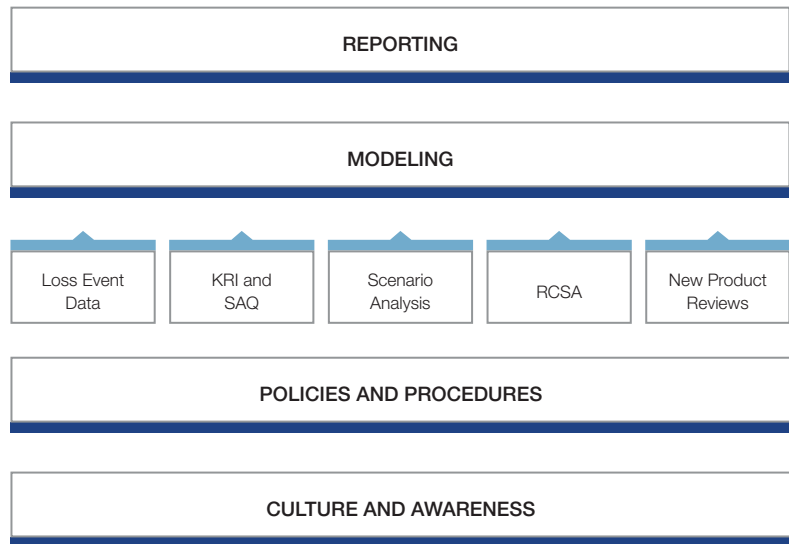 REPORTING
MODELING
Loss Event
Data
KRI and
SAQ
Scenario
Analysis
RCSA
New Product
Reviews
POLICIES AND PROCEDURES
CULTURE AND AWARENESS